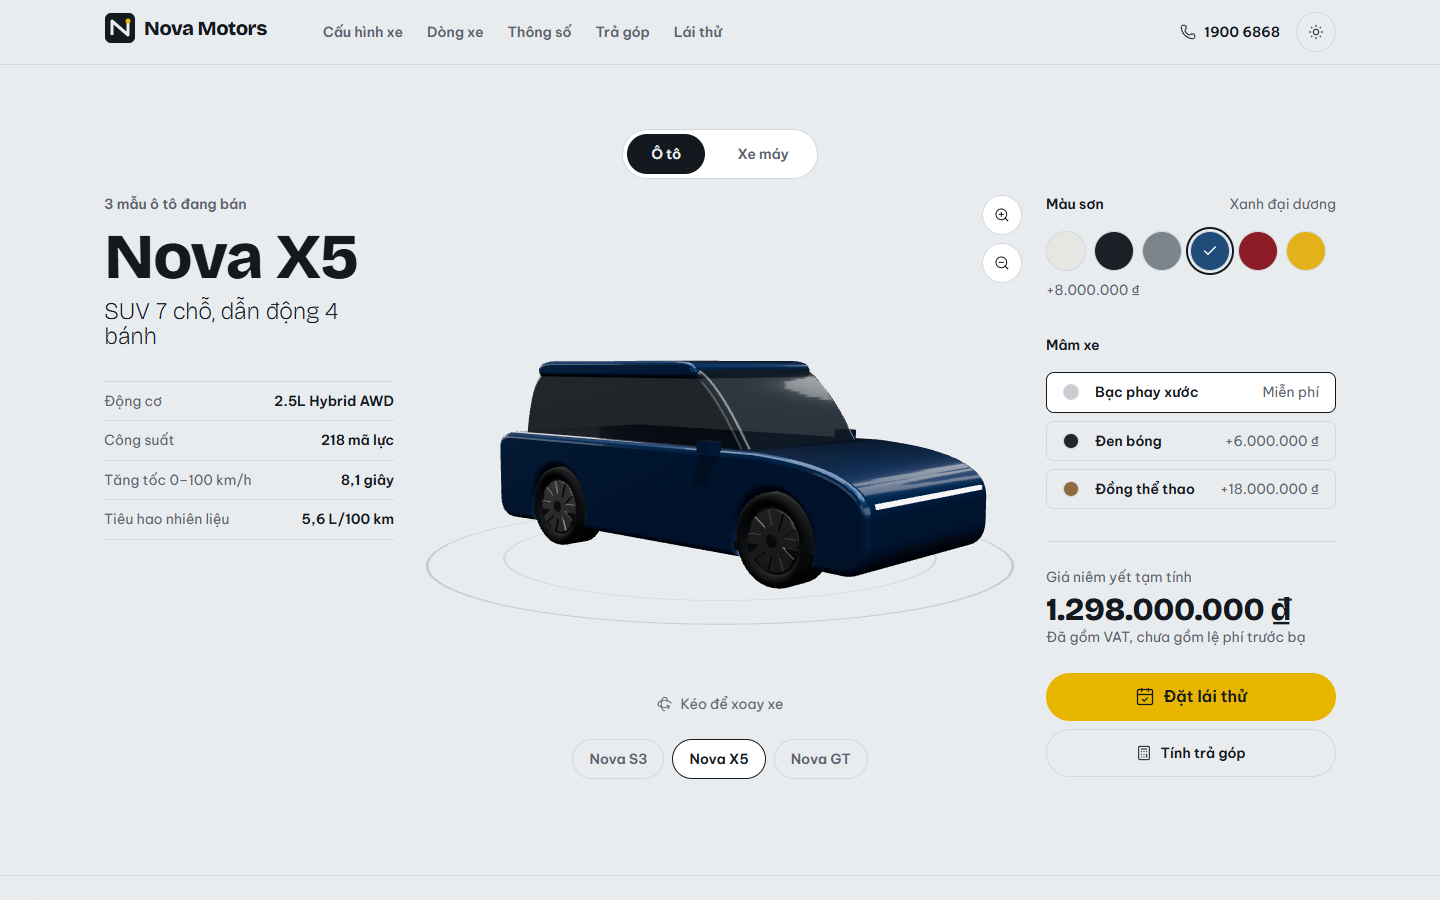 Nova Motors
Cấu hình xe
Dòng xe
Thông số
Trả góp
Lái thử
1900 6868
Ô tô
Xe máy
3 mẫu ô tô đang bán
Nova X5
SUV 7 chỗ, dẫn động 4
bánh
Động cơ 2.5L Hybrid AWD
Công suất 218 mã lực
Tăng tốc 0–100 km/h 8,1 giây
Tiêu hao nhiên liệu 5,6 L/100 km
Kéo để xoay xe
Nova S3
Nova X5
Nova GT
Màu sơn Xanh đại dương
+8.000.000 ₫
Mâm xe
Bạc phay xước Miễn phí
Đen bóng +6.000.000 ₫
Đồng thể thao +18.000.000 ₫
Giá niêm yết tạm tính
1.298.000.000 ₫
Đã gồm VAT, chưa gồm lệ phí trước bạ
Đặt lái thử
Tính trả góp